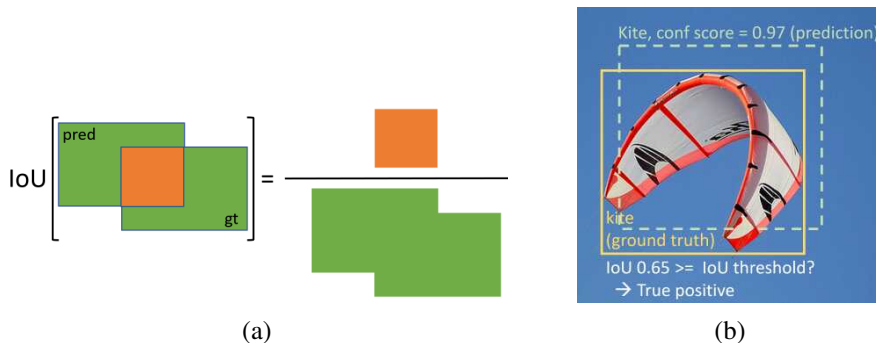 IoU
pred
gt
=
Kite, conf score = 0.97 (prediction)
kite
(ground truth)
IoU 0.65 >= IoU threshold?
→ True positive
(a)
(b)